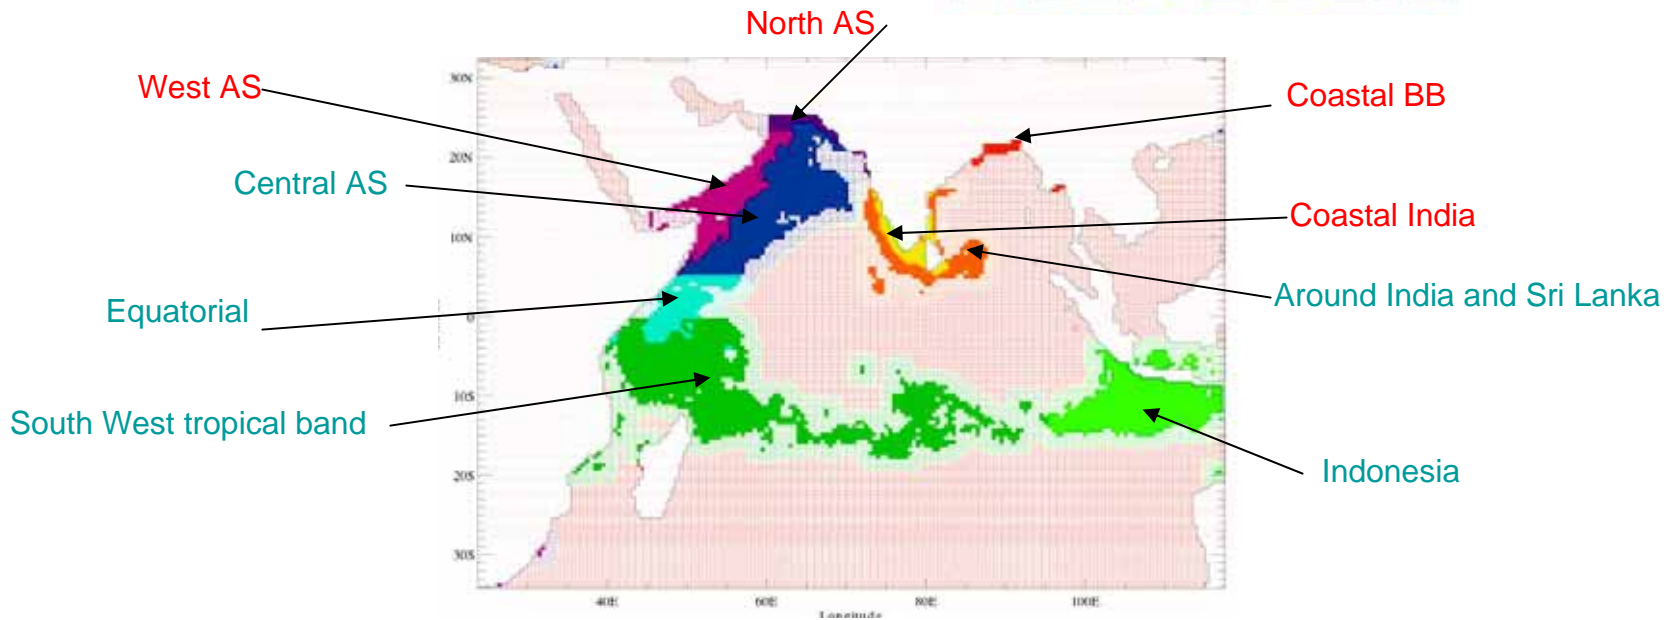 North AS
West AS
Coastal BB
Central AS
Coastal India
Equatorial
Around India and Sri Lanka
South West tropical band
Indonesia
30N
20N
10N
0
10S
20S
30S
40E
60E
80E
100E
Longitude